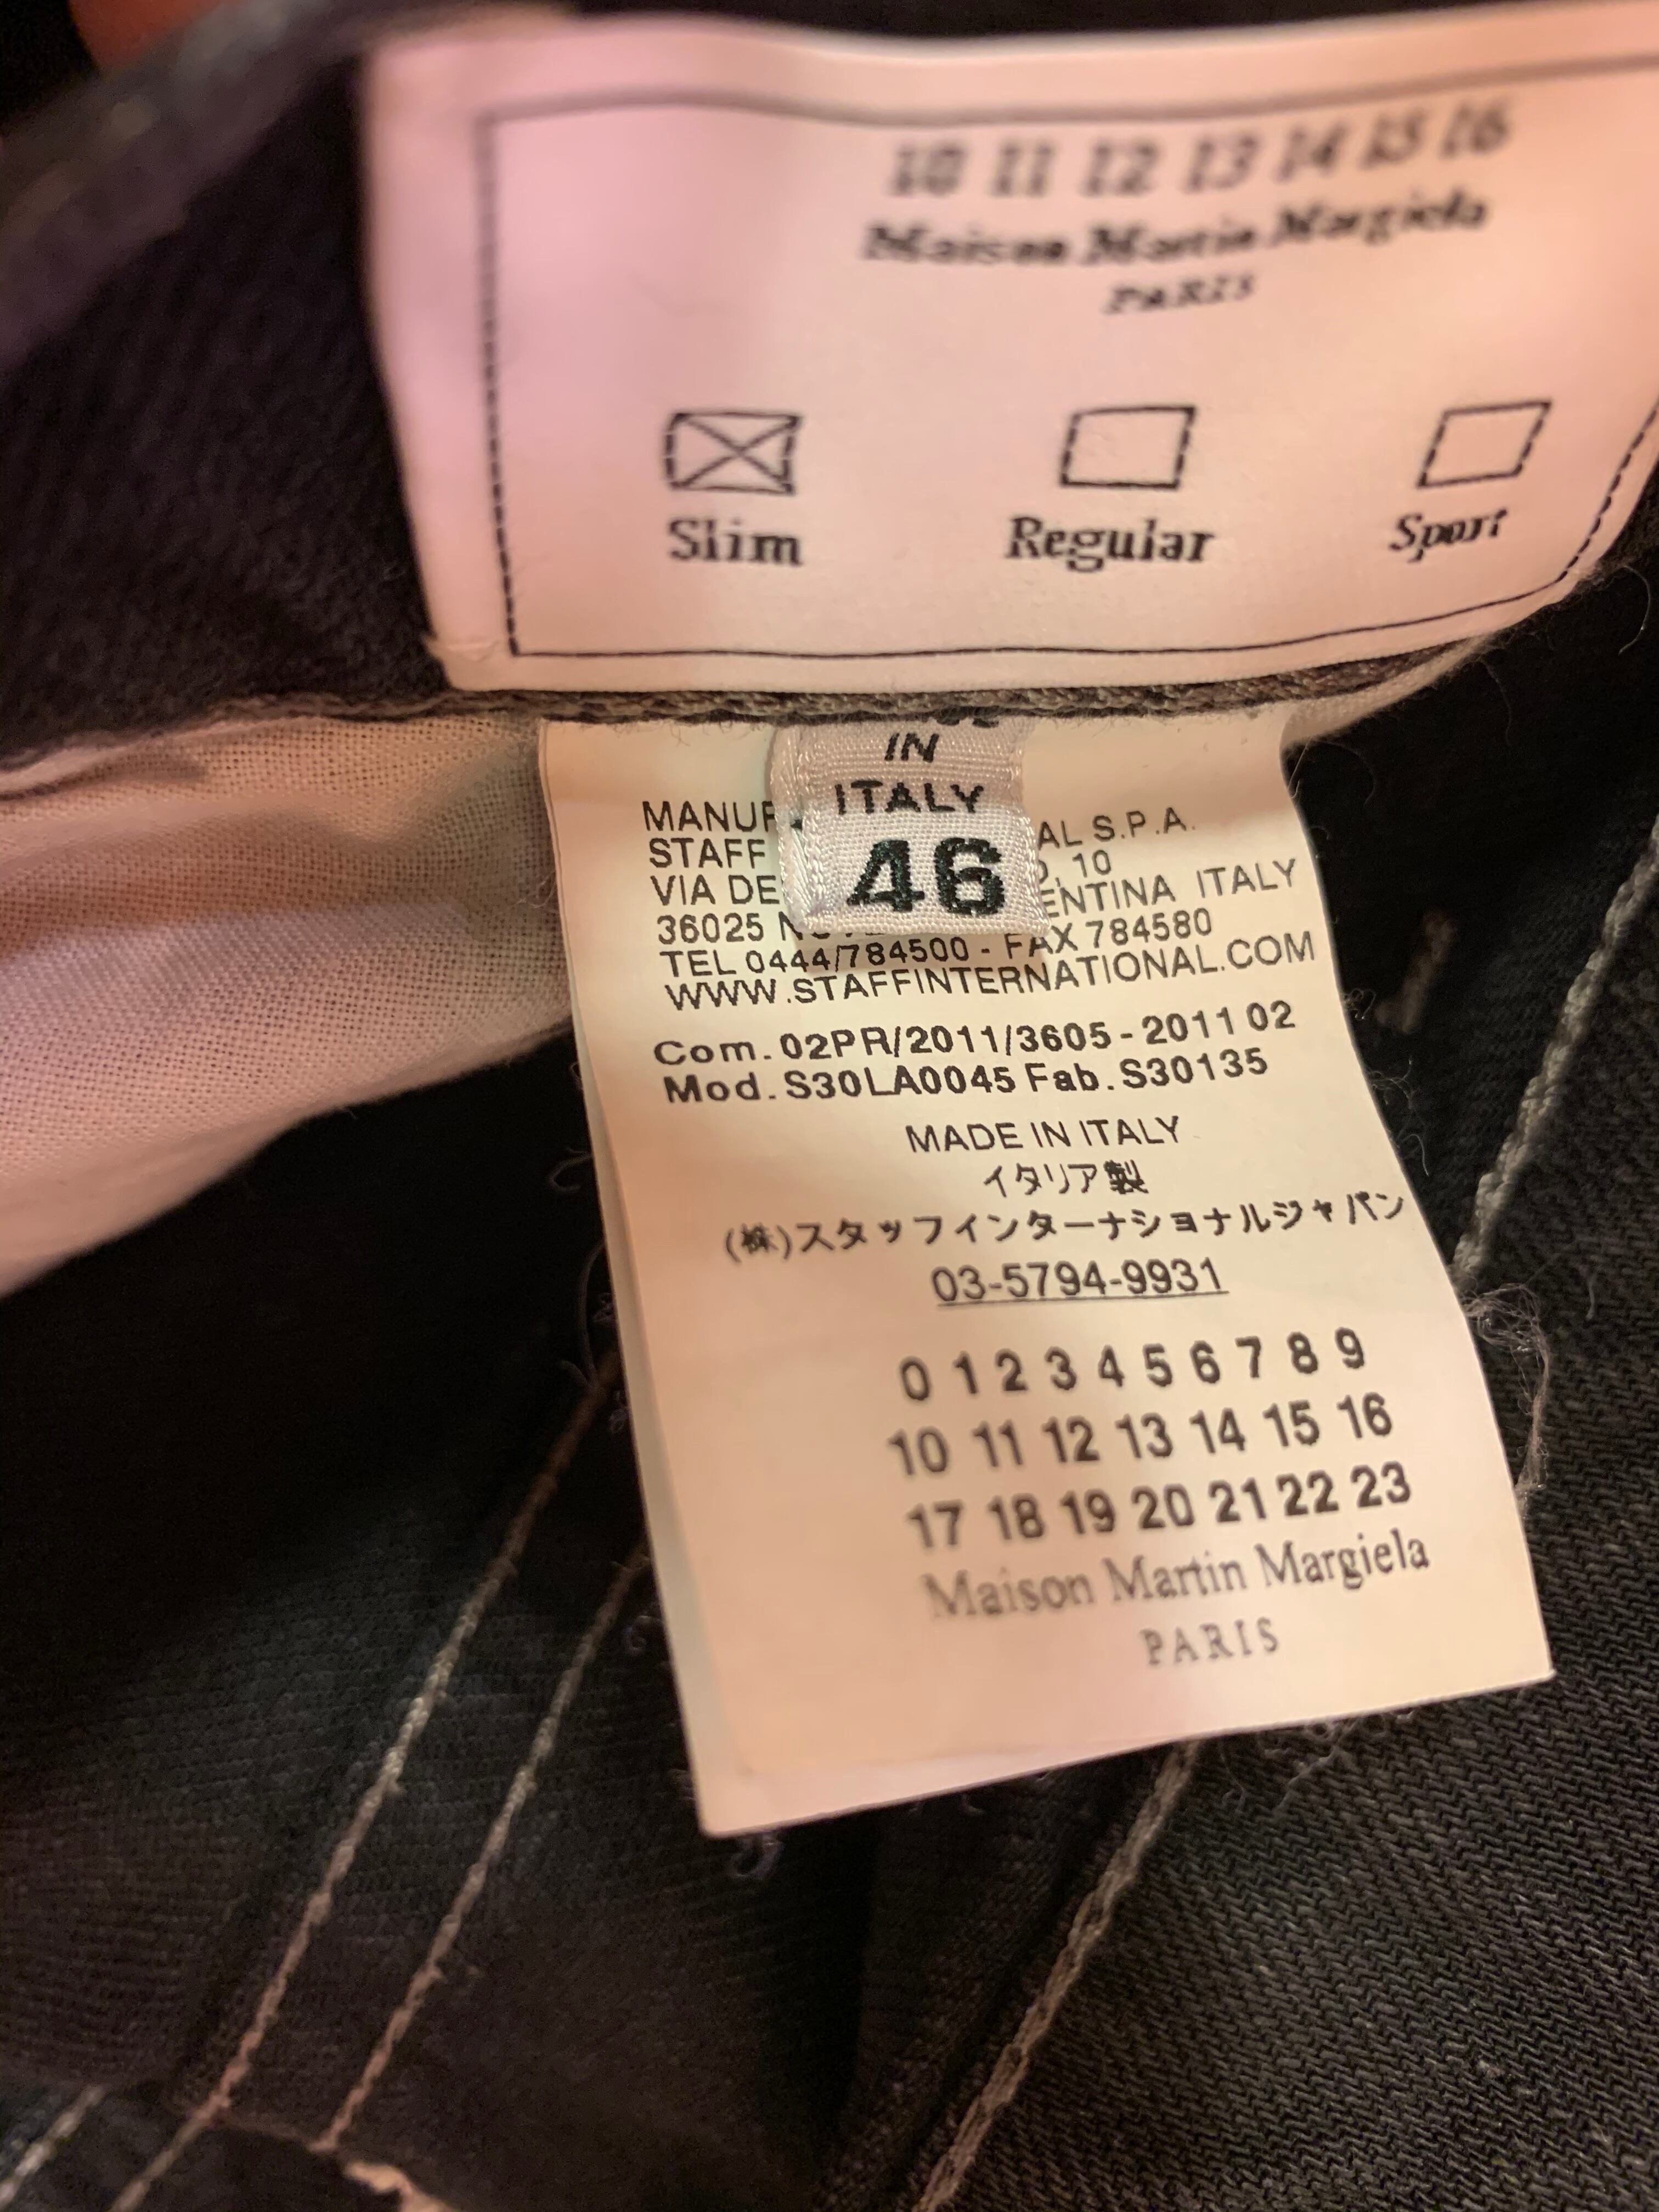 10 11 12 13 14 15 16
Maison Martin Margiela
PARIS
Slim Regular Sport
IN
ITALY
46
MANUF AL S.P.A.
STAFF , 10
VIA DE ENTINA ITALY
36025
TEL 0444/784500 - FAX 784580
WWW.STAFFINTERNATIONAL.COM
Com. 02PR/2011/3605 - 2011 02
Mod. S30LA0045 Fab. S30135
MADE IN ITALY
イタリア製
(株)スタッフインターナショナルジャパン
03-5794-9931
0 1 2 3 4 5 6 7 8 9
10 11 12 13 14 15 16
17 18 19 20 21 22 23
Maison Martin Margiela
PARIS